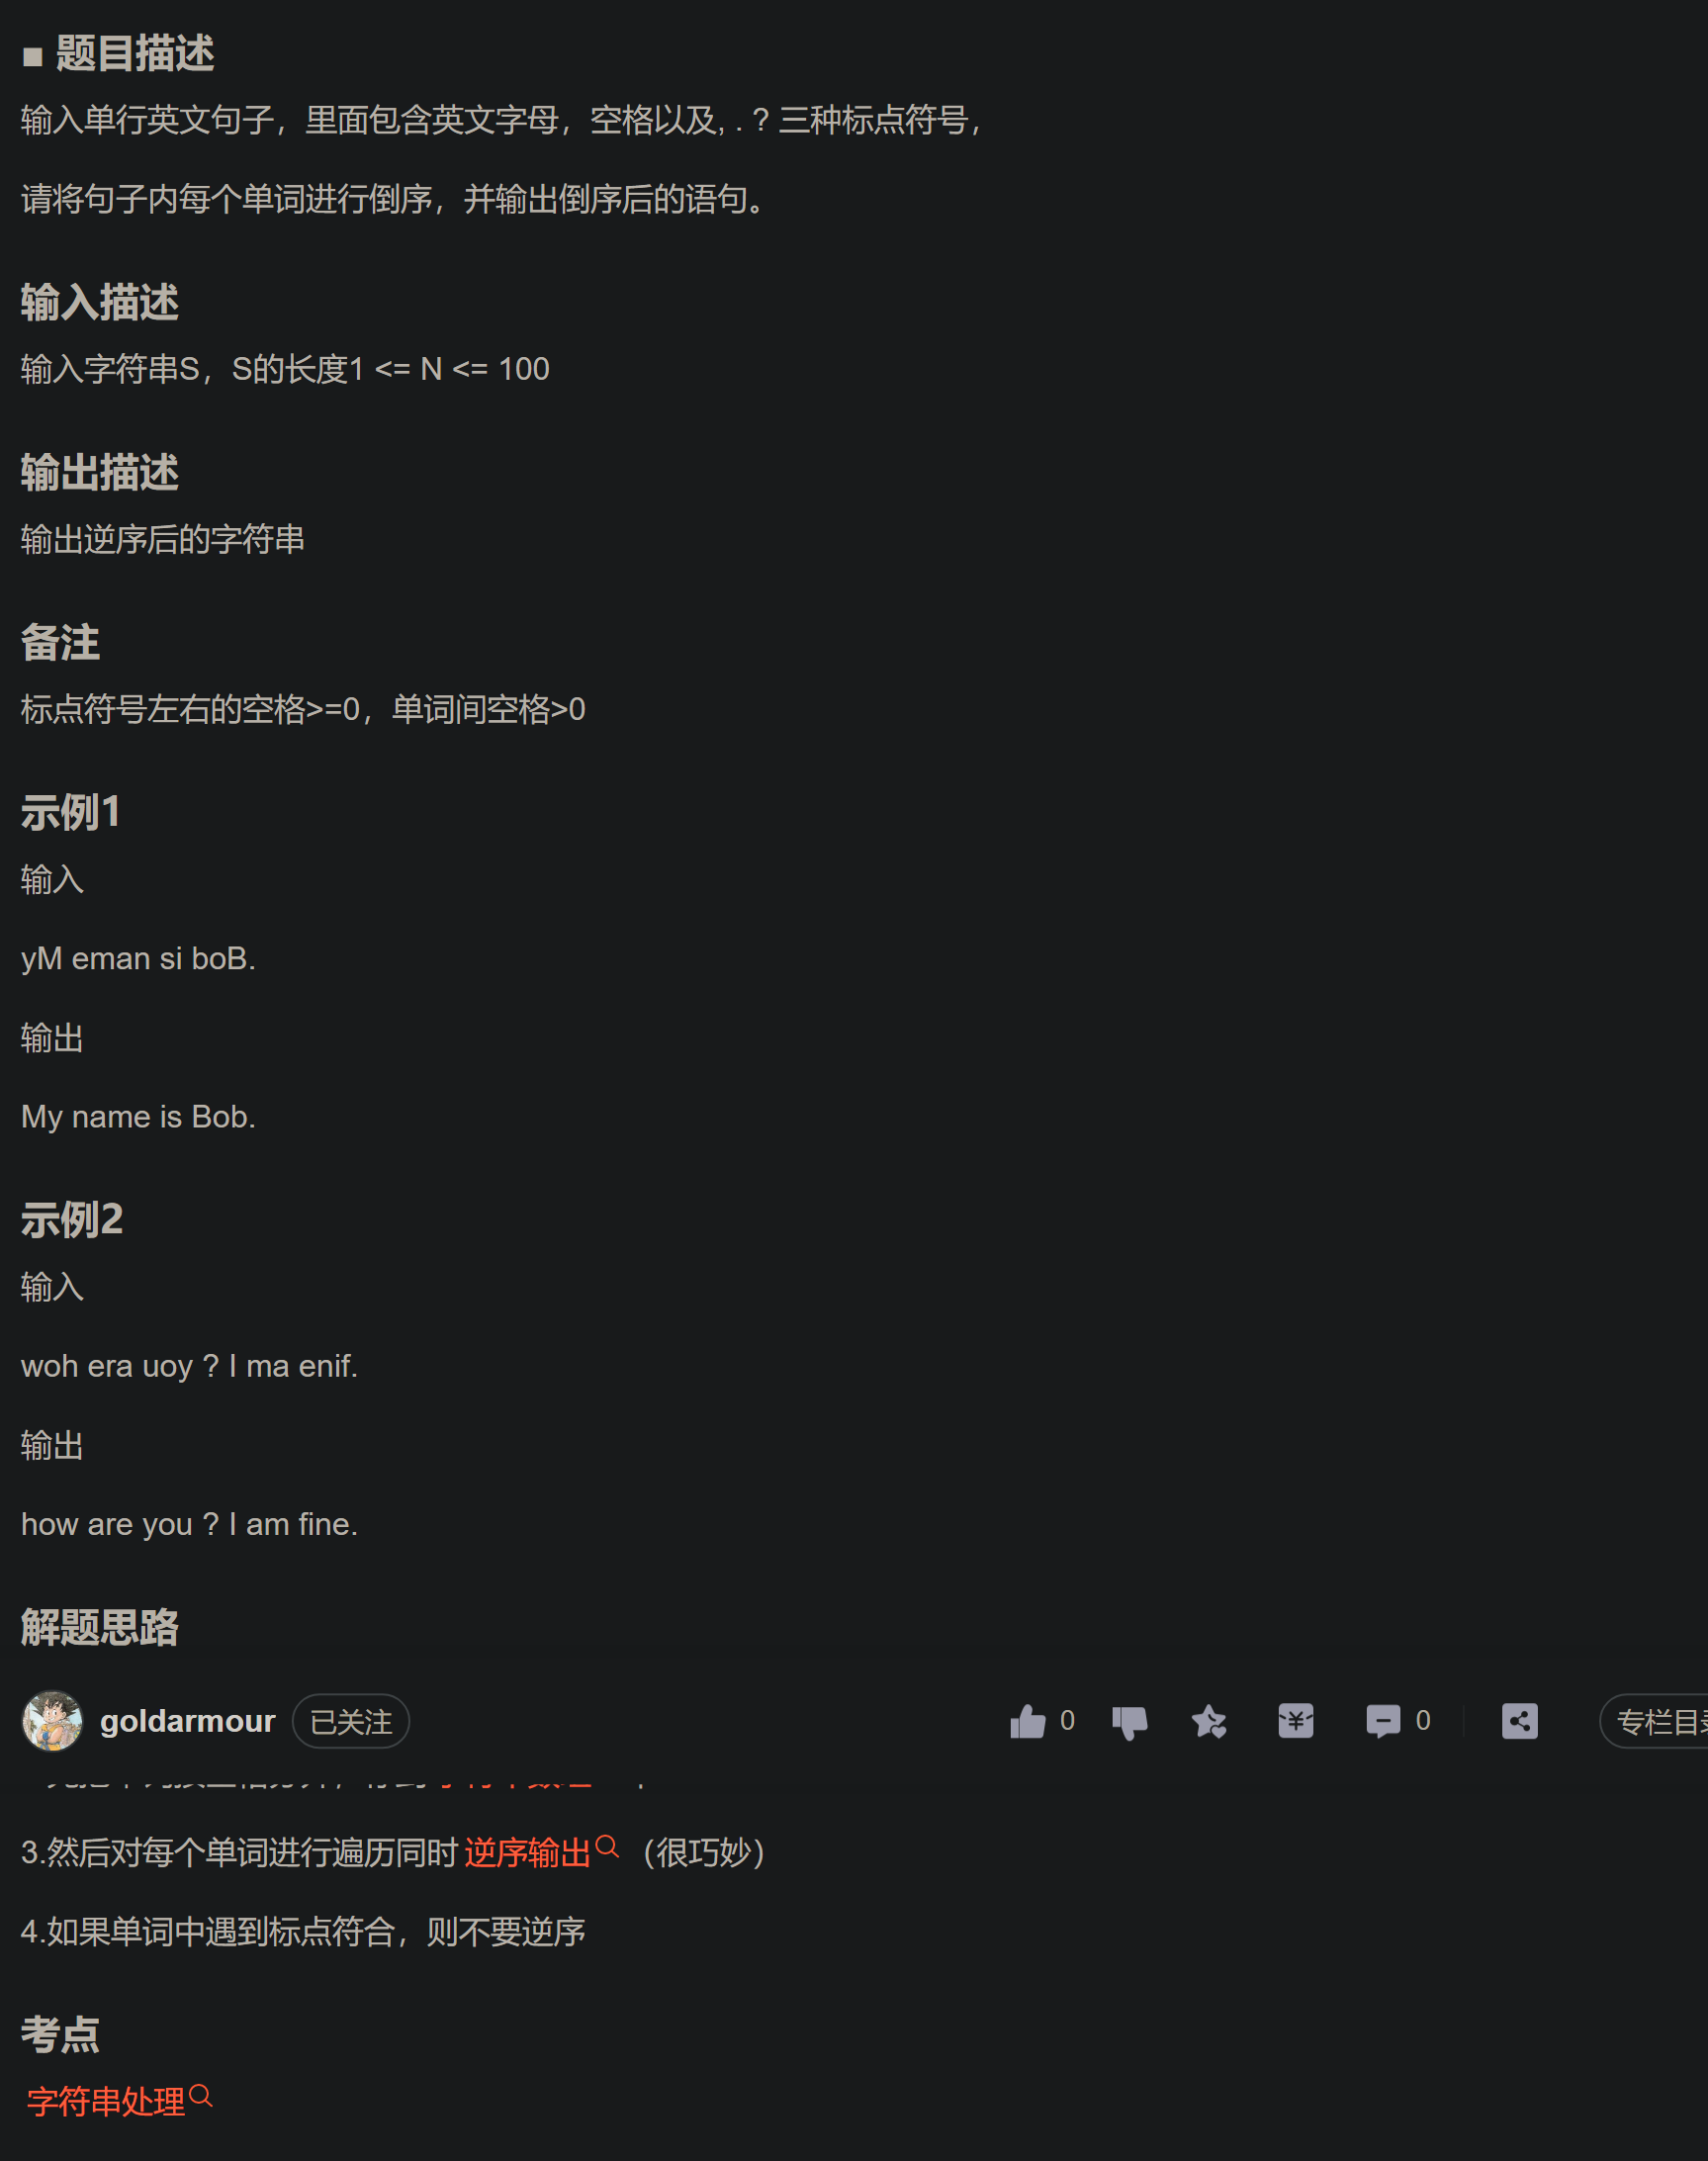 ■ 题目描述
输入单行英文句子，里面包含英文字母，空格以及, . ? 三种标点符号，
请将句子内每个单词进行倒序，并输出倒序后的语句。
输入描述
输入字符串S，S的长度1 <= N <= 100
输出描述
输出逆序后的字符串
备注
标点符号左右的空格>=0，单词间空格>0
示例1
输入
yM eman si boB.
输出
My name is Bob.
示例2
输入
woh era uoy ? I ma enif.
输出
how are you ? I am fine.
解题思路
goldarmour 已关注 0 0 专栏目
3.然后对每个单词进行遍历同时 逆序输出 （很巧妙）
4.如果单词中遇到标点符合，则不要逆序
考点
字符串处理